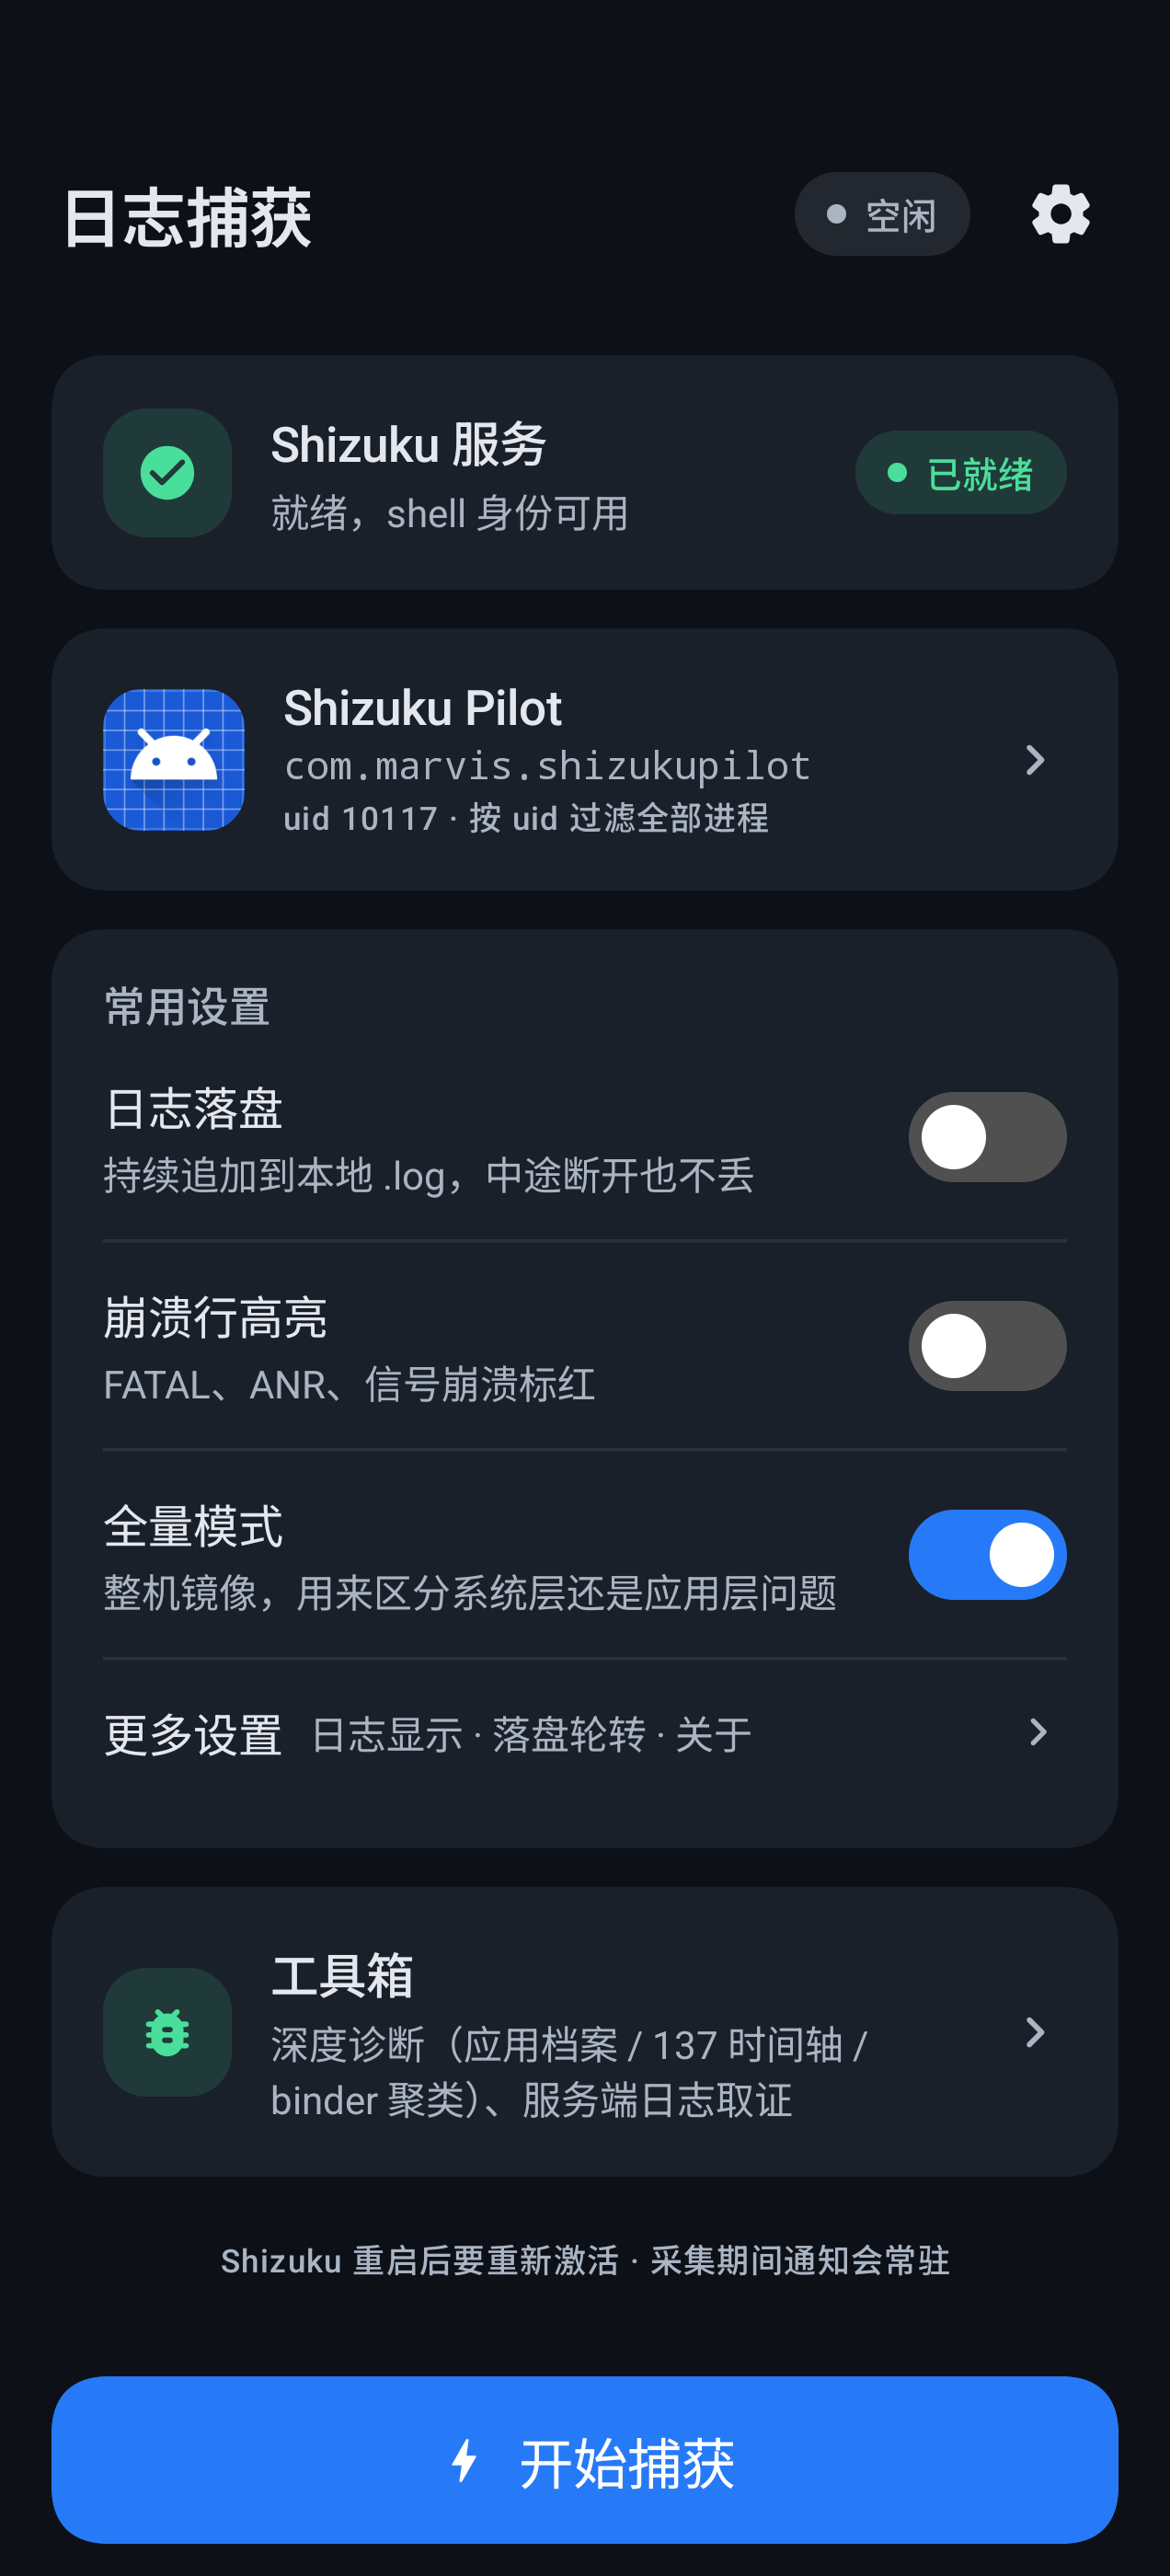 日志捕获
空闲
Shizuku 服务
就绪，shell 身份可用
已就绪
Shizuku Pilot
com.marvis.shizukupilot
uid 10117 · 按 uid 过滤全部进程
常用设置
日志落盘
持续追加到本地 .log，中途断开也不丢
崩溃行高亮
FATAL、ANR、信号崩溃标红
全量模式
整机镜像，用来区分系统层还是应用层问题
更多设置 日志显示 · 落盘轮转 · 关于
工具箱
深度诊断（应用档案 / 137 时间轴 /
binder 聚类）、服务端日志取证
Shizuku 重启后要重新激活 · 采集期间通知会常驻
开始捕获